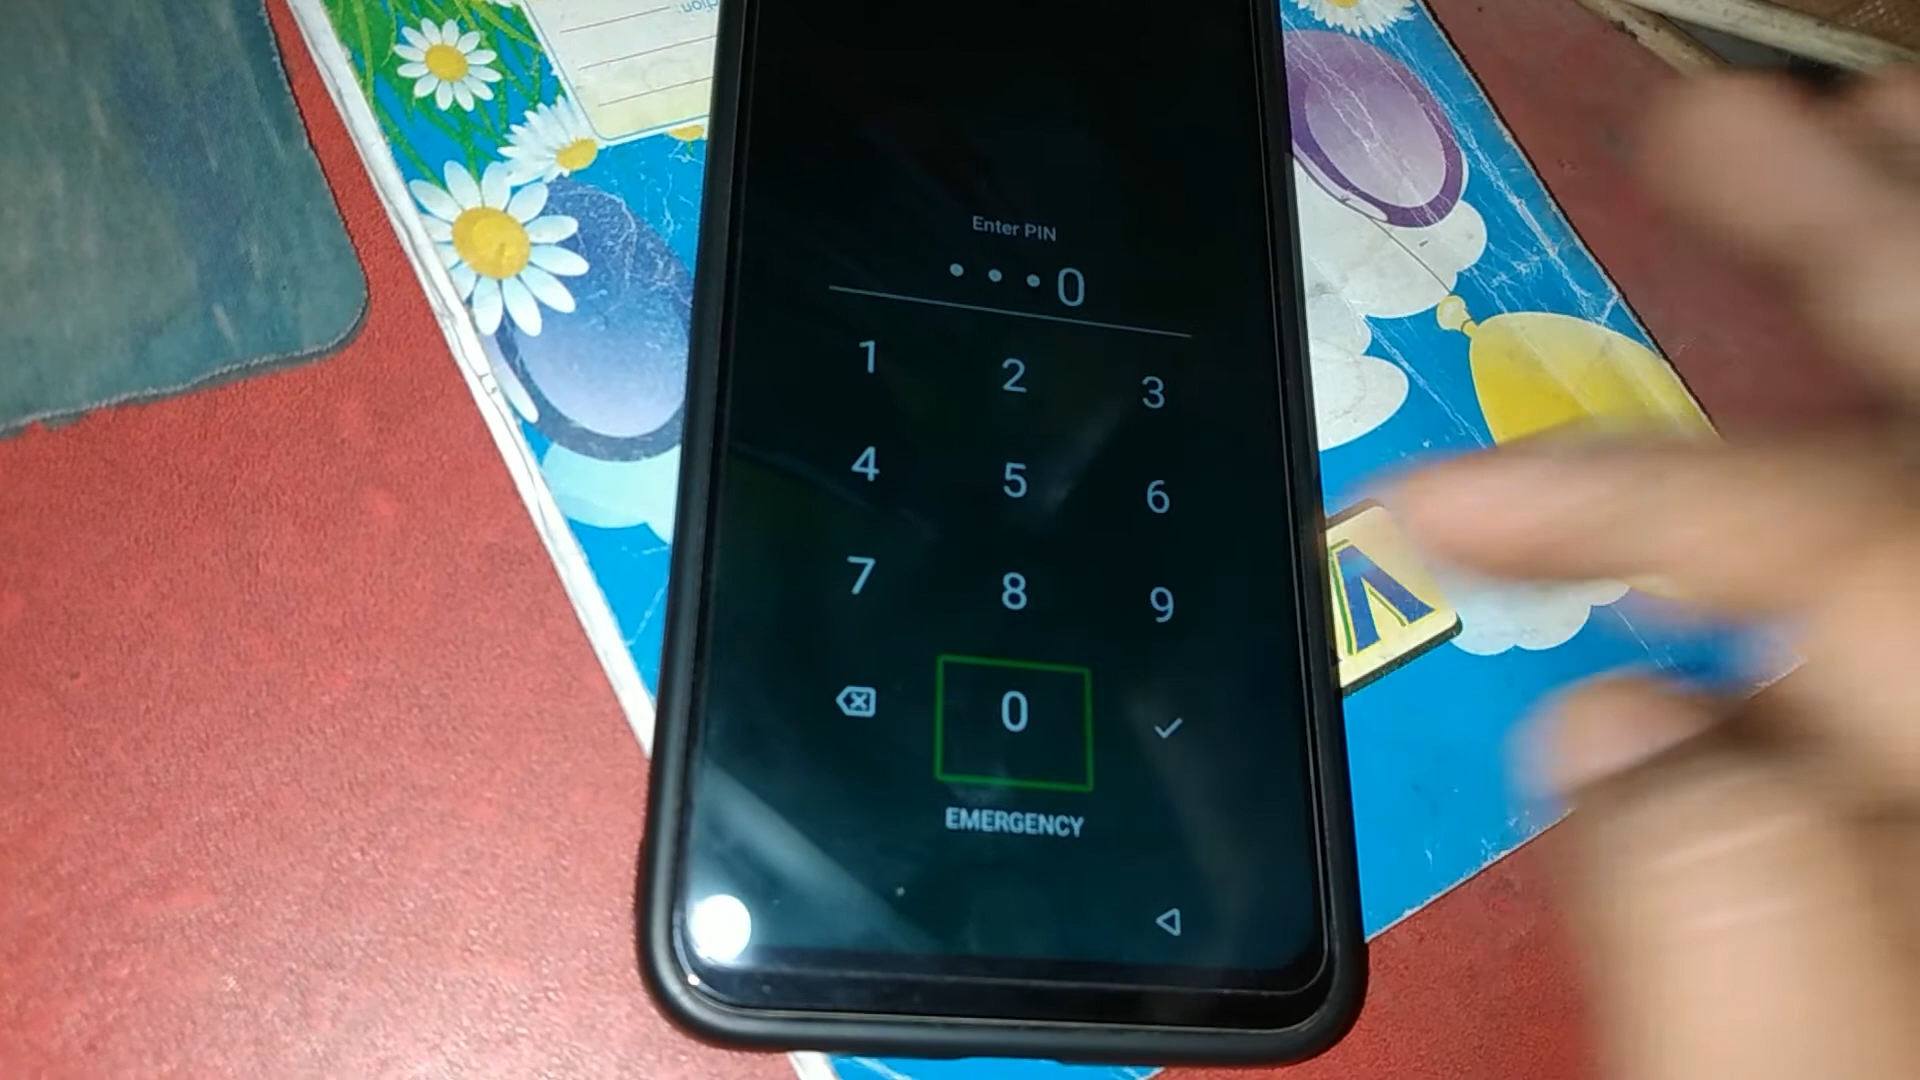 Enter PIN
• • • 0
1 2 3
4 5 6
7 8 9
0
EMERGENCY